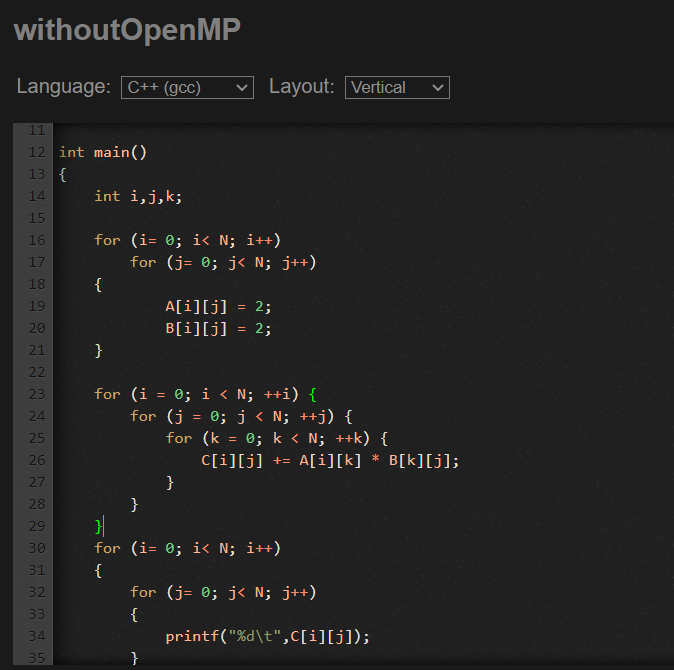 withoutOpenMP
Language: C++ (gcc) Layout: Vertical
11
12 int main()
13 {
14     int i,j,k;
15
16     for (i= 0; i< N; i++)
17         for (j= 0; j< N; j++)
18     {
19             A[i][j] = 2;
20             B[i][j] = 2;
21     }
22
23     for (i = 0; i < N; ++i) {
24         for (j = 0; j < N; ++j) {
25             for (k = 0; k < N; ++k) {
26                 C[i][j] += A[i][k] * B[k][j];
27             }
28         }
29     }
30     for (i= 0; i< N; i++)
31     {
32         for (j= 0; j< N; j++)
33         {
34             printf("%d\t",C[i][j]);
35         }